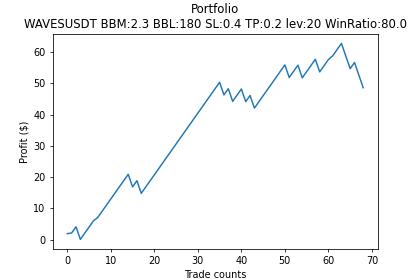 Portfolio
WAVESUSDT BBM:2.3 BBL:180 SL:0.4 TP:0.2 lev:20 WinRatio:80.0
60
50
40
30
20
10
0
Profit ($)
0 10 20 30 40 50 60 70
Trade counts